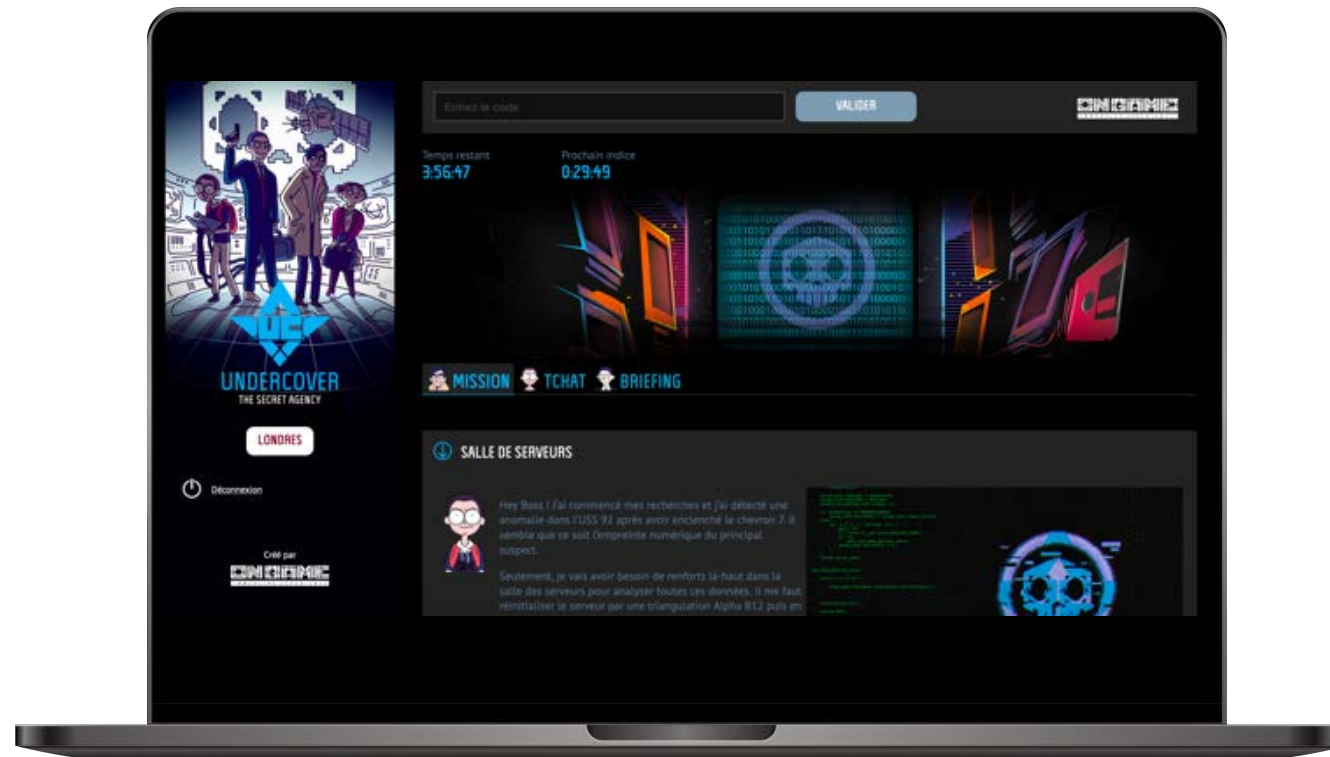 Entrez le code
VALIDER
ONGAME
Temps restant
3:56:47
Prochain indice
0:29:49
UC
UNDERCOVER
THE SECRET AGENCY
LONDRES
Déconnexion
Créé par
ONGAME
MISSION
TCHAT
BRIEFING
SALLE DE SERVEURS
Hey Boss ! J'ai commencé mes recherches et j'ai détecté une
anomalie dans l'USS 92 après avoir enclenché le chevron 7. Il
semble que ce soit l'empreinte numérique du principal
suspect.
Seulement, je vais avoir besoin de renforts là-haut dans la
salle des serveurs pour analyser toutes ces données. Il me faut
réinitialiser le serveur par une triangulation Alpha B12 puis en